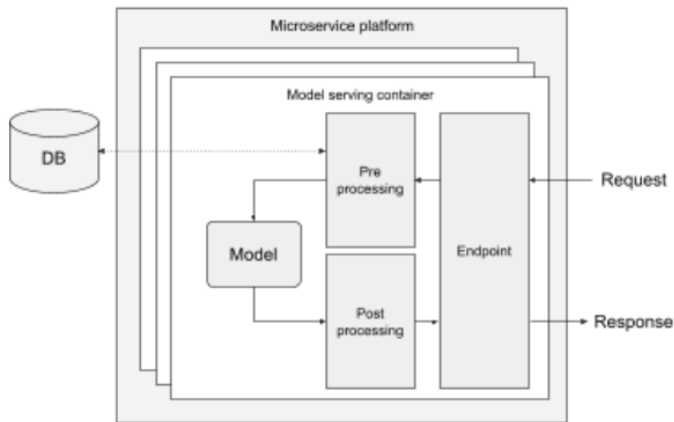 Microservice platform
Model serving container
DB
Pre
processing
Request
Model
Endpoint
Post
processing
Response